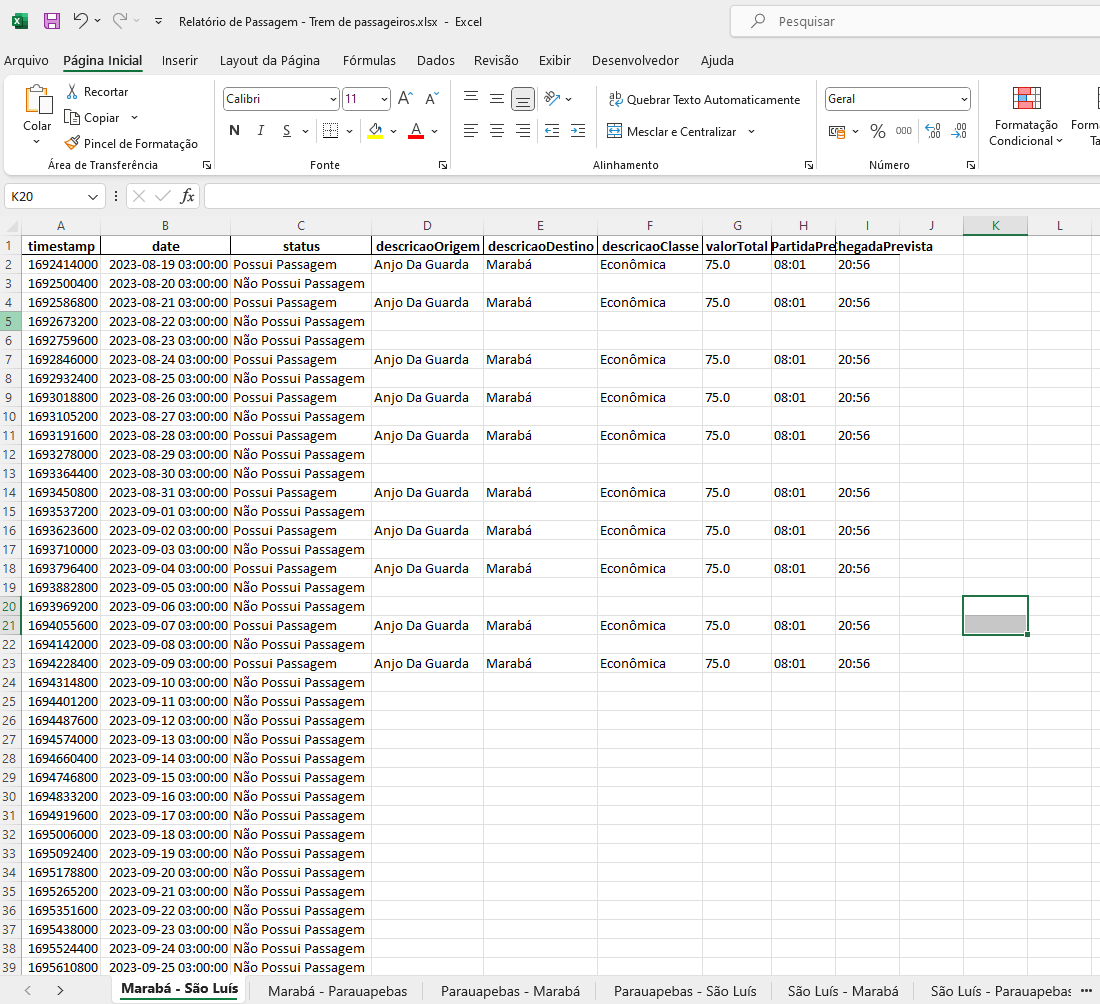 Relatório de Passagem - Trem de passageiros.xlsx - Excel
Pesquisar
Arquivo Página Inicial Inserir Layout da Página Fórmulas Dados Revisão Exibir Desenvolvedor Ajuda
Colar
Recortar
Copiar
Pincel de Formatação
Área de Transferência
Calibri 11
N I S
Fonte
Quebrar Texto Automaticamente
Mesclar e Centralizar
Alinhamento
Geral
% 000
Número
Formatação
Condicional
K20
fx
A B C D E F G H I J K L
1 timestamp date status descricaoOrigem descricaoDestino descricaoClasse valorTotal PartidaPre ChegadaPrevista
2 1692414000 2023-08-19 03:00:00 Possui Passagem Anjo Da Guarda Marabá Econômica 75.0 08:01 20:56
3 1692500400 2023-08-20 03:00:00 Não Possui Passagem
4 1692586800 2023-08-21 03:00:00 Possui Passagem Anjo Da Guarda Marabá Econômica 75.0 08:01 20:56
5 1692673200 2023-08-22 03:00:00 Não Possui Passagem
6 1692759600 2023-08-23 03:00:00 Não Possui Passagem
7 1692846000 2023-08-24 03:00:00 Possui Passagem Anjo Da Guarda Marabá Econômica 75.0 08:01 20:56
8 1692932400 2023-08-25 03:00:00 Não Possui Passagem
9 1693018800 2023-08-26 03:00:00 Possui Passagem Anjo Da Guarda Marabá Econômica 75.0 08:01 20:56
10 1693105200 2023-08-27 03:00:00 Não Possui Passagem
11 1693191600 2023-08-28 03:00:00 Possui Passagem Anjo Da Guarda Marabá Econômica 75.0 08:01 20:56
12 1693278000 2023-08-29 03:00:00 Não Possui Passagem
13 1693364400 2023-08-30 03:00:00 Não Possui Passagem
14 1693450800 2023-08-31 03:00:00 Possui Passagem Anjo Da Guarda Marabá Econômica 75.0 08:01 20:56
15 1693537200 2023-09-01 03:00:00 Não Possui Passagem
16 1693623600 2023-09-02 03:00:00 Possui Passagem Anjo Da Guarda Marabá Econômica 75.0 08:01 20:56
17 1693710000 2023-09-03 03:00:00 Não Possui Passagem
18 1693796400 2023-09-04 03:00:00 Possui Passagem Anjo Da Guarda Marabá Econômica 75.0 08:01 20:56
19 1693882800 2023-09-05 03:00:00 Não Possui Passagem
20 1693969200 2023-09-06 03:00:00 Não Possui Passagem
21 1694055600 2023-09-07 03:00:00 Possui Passagem Anjo Da Guarda Marabá Econômica 75.0 08:01 20:56
22 1694142000 2023-09-08 03:00:00 Não Possui Passagem
23 1694228400 2023-09-09 03:00:00 Possui Passagem Anjo Da Guarda Marabá Econômica 75.0 08:01 20:56
24 1694314800 2023-09-10 03:00:00 Não Possui Passagem
25 1694401200 2023-09-11 03:00:00 Não Possui Passagem
26 1694487600 2023-09-12 03:00:00 Não Possui Passagem
27 1694574000 2023-09-13 03:00:00 Não Possui Passagem
28 1694660400 2023-09-14 03:00:00 Não Possui Passagem
29 1694746800 2023-09-15 03:00:00 Não Possui Passagem
30 1694833200 2023-09-16 03:00:00 Não Possui Passagem
31 1694919600 2023-09-17 03:00:00 Não Possui Passagem
32 1695006000 2023-09-18 03:00:00 Não Possui Passagem
33 1695092400 2023-09-19 03:00:00 Não Possui Passagem
34 1695178800 2023-09-20 03:00:00 Não Possui Passagem
35 1695265200 2023-09-21 03:00:00 Não Possui Passagem
36 1695351600 2023-09-22 03:00:00 Não Possui Passagem
37 1695438000 2023-09-23 03:00:00 Não Possui Passagem
38 1695524400 2023-09-24 03:00:00 Não Possui Passagem
39 1695610800 2023-09-25 03:00:00 Não Possui Passagem
Marabá - São Luís Marabá - Parauapebas Parauapebas - Marabá Parauapebas - São Luís São Luís - Marabá São Luís - Parauapebas ...